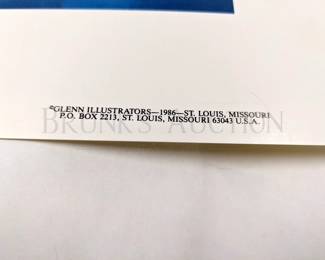 ©GLENN ILLUSTRATORS—1986—ST. LOUIS, MISSOURI
P.O. BOX 2213, ST. LOUIS, MISSOURI 63043 U.S.A.
BRUNK'S AUCTION